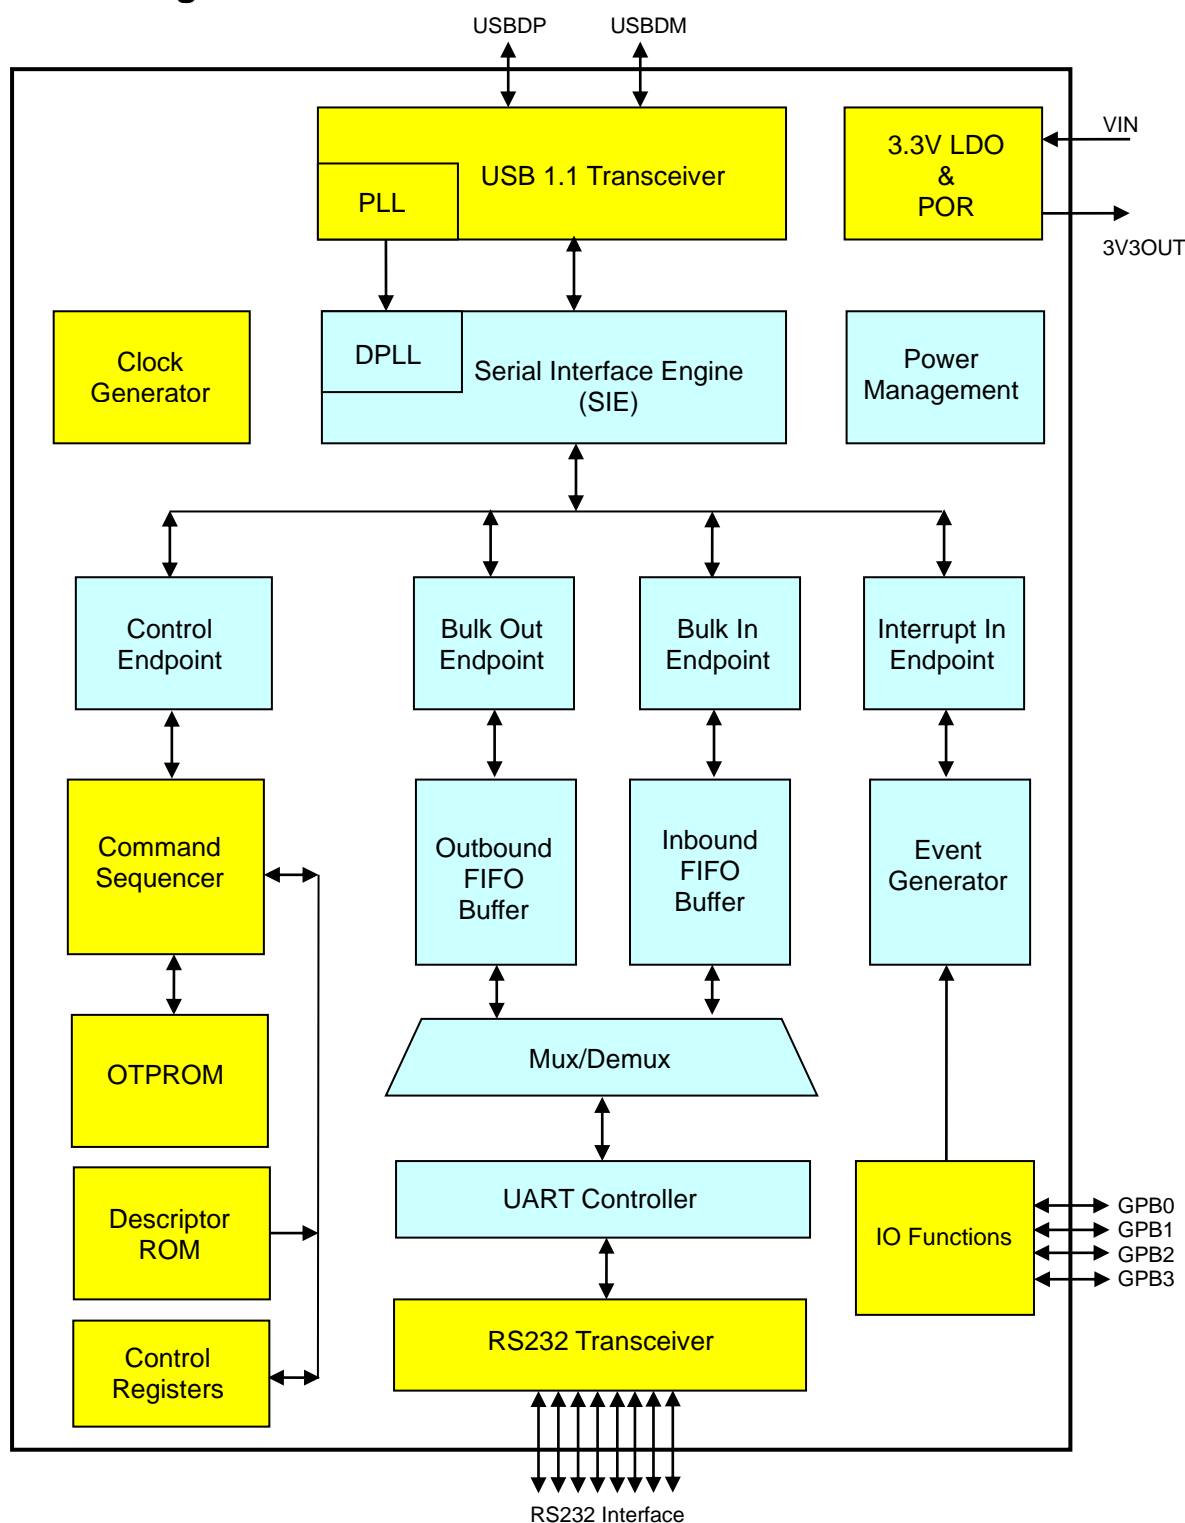 USBDP
USBDM
USB 1.1 Transceiver
PLL
3.3V LDO
&
POR
VIN
3V3OUT
Clock
Generator
DPLL
Serial Interface Engine
(SIE)
Power
Management
Control
Endpoint
Bulk Out
Endpoint
Bulk In
Endpoint
Interrupt In
Endpoint
Command
Sequencer
Outbound
FIFO
Buffer
Inbound
FIFO
Buffer
Event
Generator
OTPROM
Mux/Demux
Descriptor
ROM
UART Controller
IO Functions
GPB0
GPB1
GPB2
GPB3
Control
Registers
RS232 Transceiver
RS232 Interface